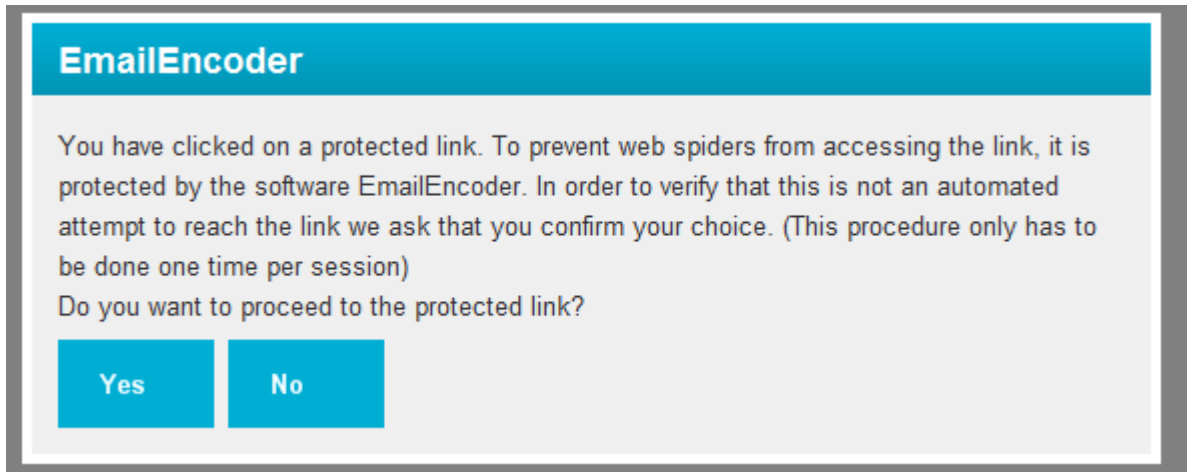 EmailEncoder
You have clicked on a protected link. To prevent web spiders from accessing the link, it is
protected by the software EmailEncoder. In order to verify that this is not an automated
attempt to reach the link we ask that you confirm your choice. (This procedure only has to
be done one time per session)
Do you want to proceed to the protected link?
Yes No